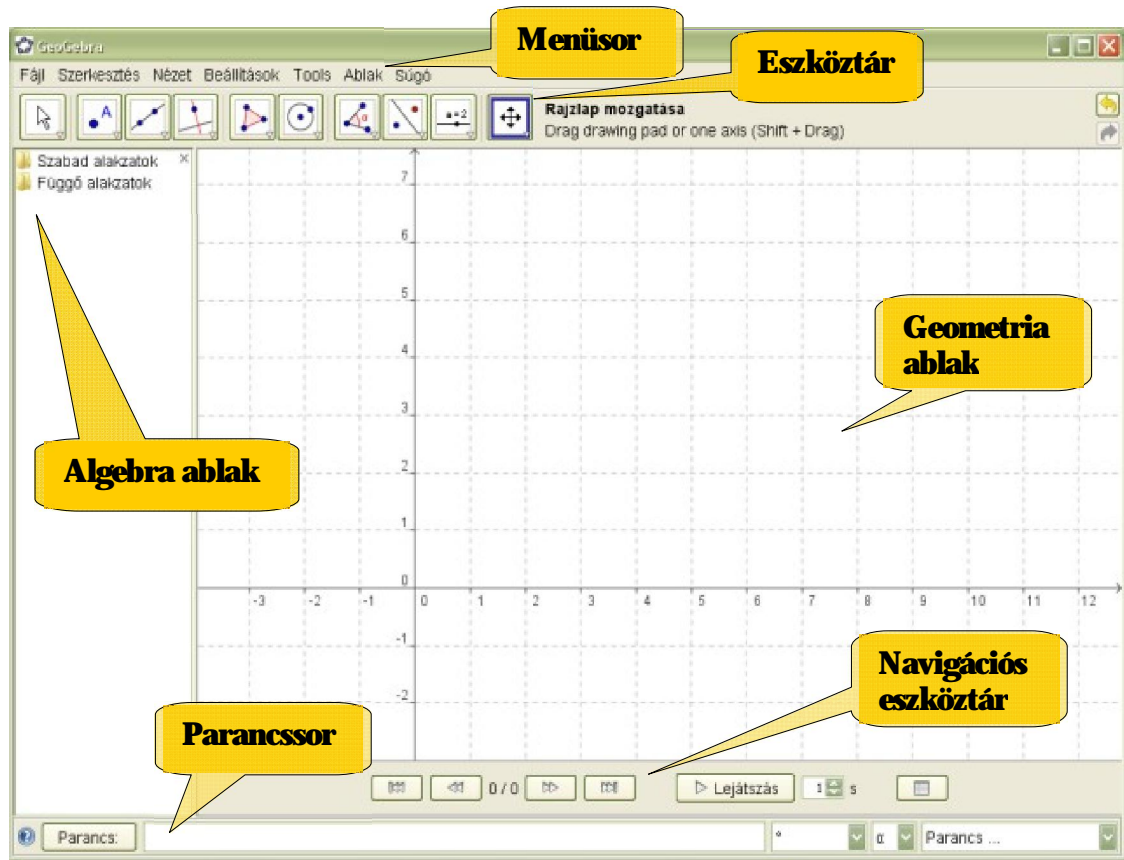 Menüsor
GeoGebra
Eszköztár
Fájl Szerkesztés Nézet Beállítások Tools Ablak Súgó
A
α
a=2
Rajzlap mozgatása
Drag drawing pad or one axis (Shift + Drag)
Szabad alakzatok
Függő alakzatok
7
6
5
4
3
2
1
0
Geometria
ablak
Algebra ablak
-3 -2 -1 0 1 2 3 4 5 6 7 8 9 10 11 12
-1
-2
Navigációs
eszköztár
Parancssor
0 / 0
Lejátszás
1 s
Parancs:
°
α
Parancs ...